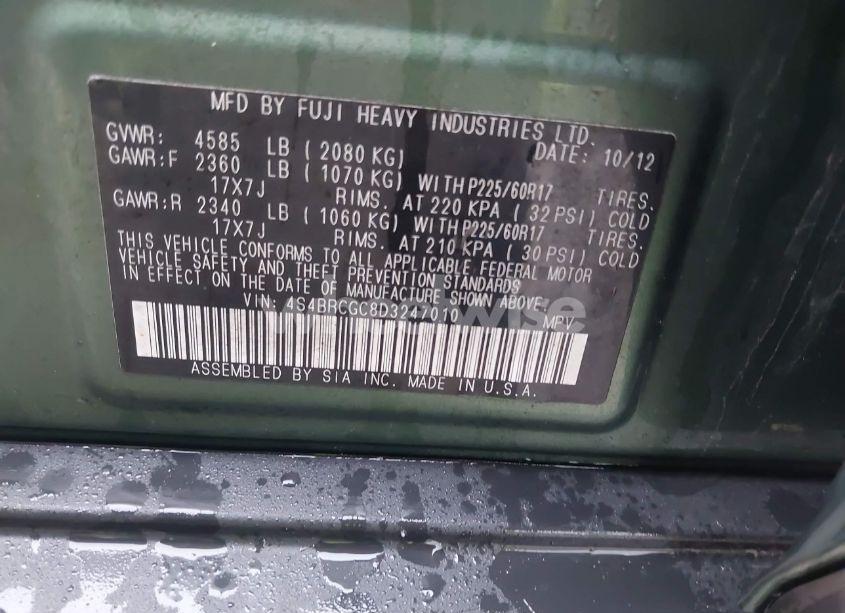 MFD BY FUJI HEAVY INDUSTRIES LTD.
GVWR: 4585 LB ( 2080 KG) DATE: 10/12
GAWR:F 2360 LB ( 1070 KG) WITHP225/60R17 TIRES.
17X7J RIMS. AT 220 KPA ( 32 PSI) COLD
GAWR:R 2340 LB ( 1060 KG) WITHP225/60R17 TIRES.
17X7J RIMS. AT 210 KPA ( 30 PSI) COLD
THIS VEHICLE CONFORMS TO ALL APPLICABLE FEDERAL MOTOR
VEHICLE SAFETY AND THEFT PREVENTION STANDARDS
IN EFFECT ON THE DATE OF MANUFACTURE SHOWN ABOVE.
VIN: 4S4BRCGC8D3247010 MPV
ASSEMBLED BY SIA INC. MADE IN U.S.A.